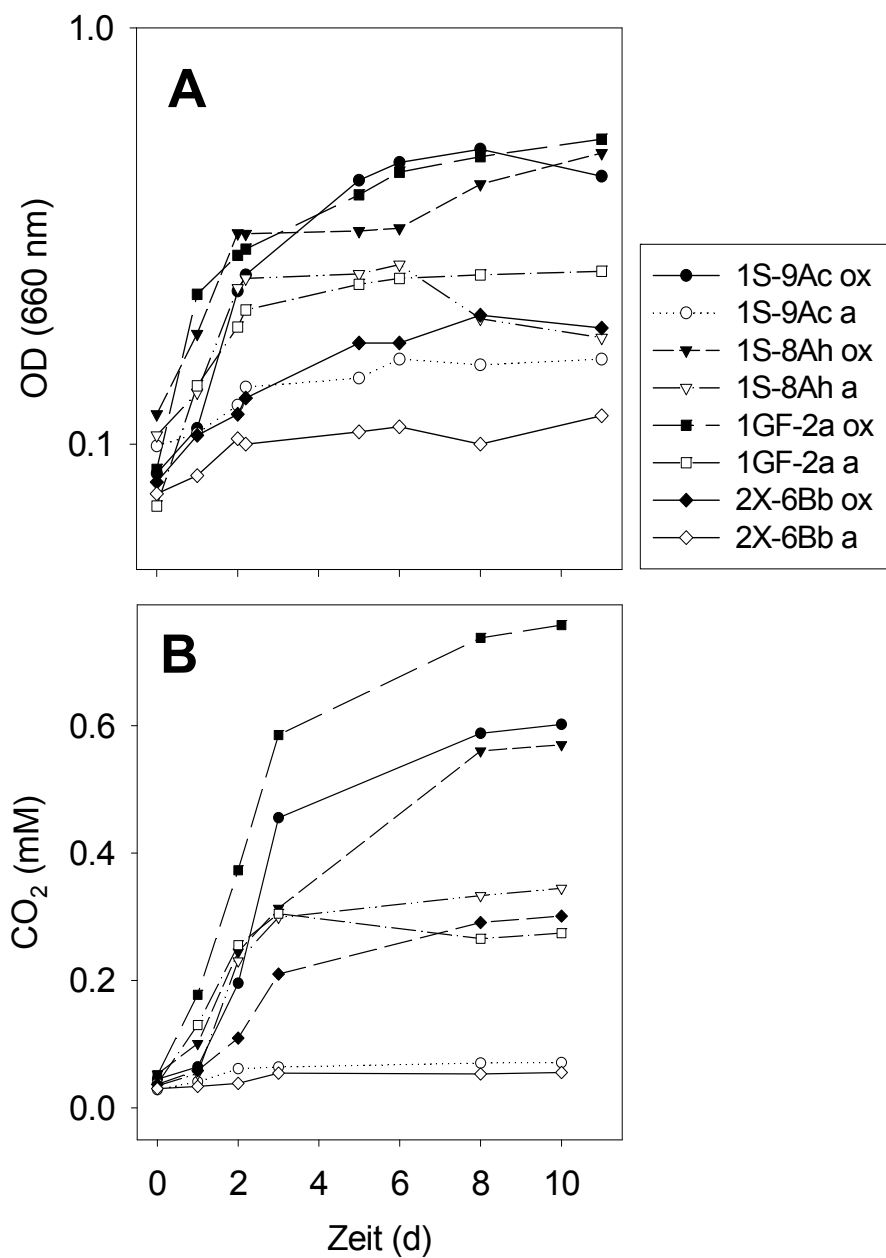 1.0
A
OD (660 nm)
0.1
1S-9Ac ox
1S-9Ac a
1S-8Ah ox
1S-8Ah a
1GF-2a ox
1GF-2a a
2X-6Bb ox
2X-6Bb a
B
0.6
0.4
0.2
0.0
CO₂ (mM)
0 2 4 6 8 10
Zeit (d)